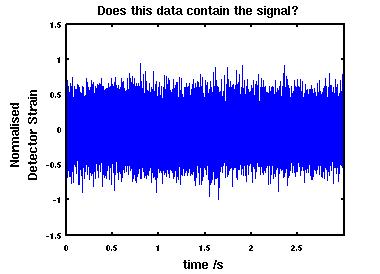 Does this data contain the signal?
1.5
1
0.5
0
-0.5
-1
-1.5
Normalised
Detector Strain
0 0.5 1 1.5 2 2.5
time /s